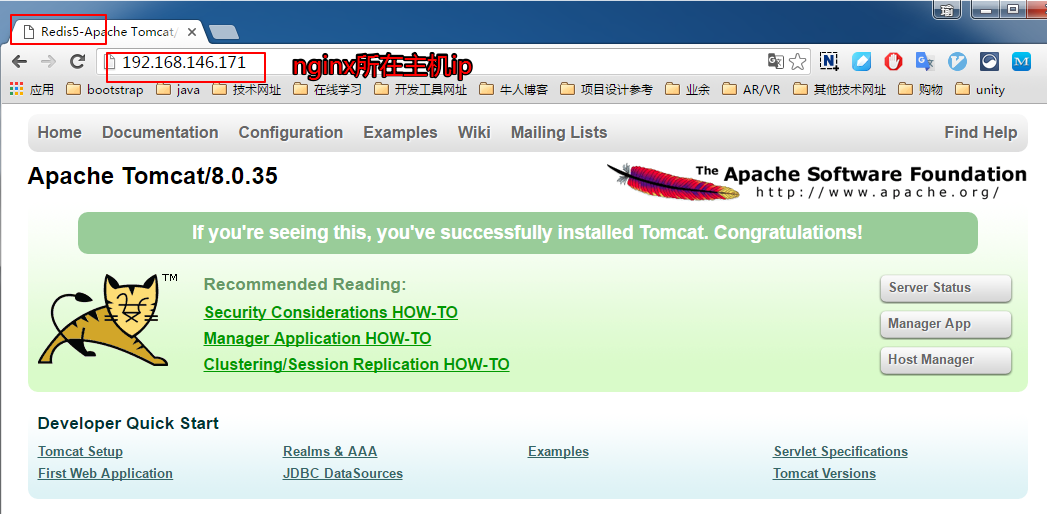 瑜
Redis5-Apache Tomcat/
192.168.146.171
nginx所在主机ip
应用 bootstrap java 技术网址 在线学习 开发工具网址 牛人博客 项目设计参考 业余 AR/VR 其他技术网址 购物 unity
Home Documentation Configuration Examples Wiki Mailing Lists Find Help
Apache Tomcat/8.0.35
The Apache Software Foundation
http://www.apache.org/
If you're seeing this, you've successfully installed Tomcat. Congratulations!
TM
Recommended Reading:
Security Considerations HOW-TO
Manager Application HOW-TO
Clustering/Session Replication HOW-TO
Server Status
Manager App
Host Manager
Developer Quick Start
Tomcat Setup Realms & AAA Examples Servlet Specifications
First Web Application JDBC DataSources Tomcat Versions